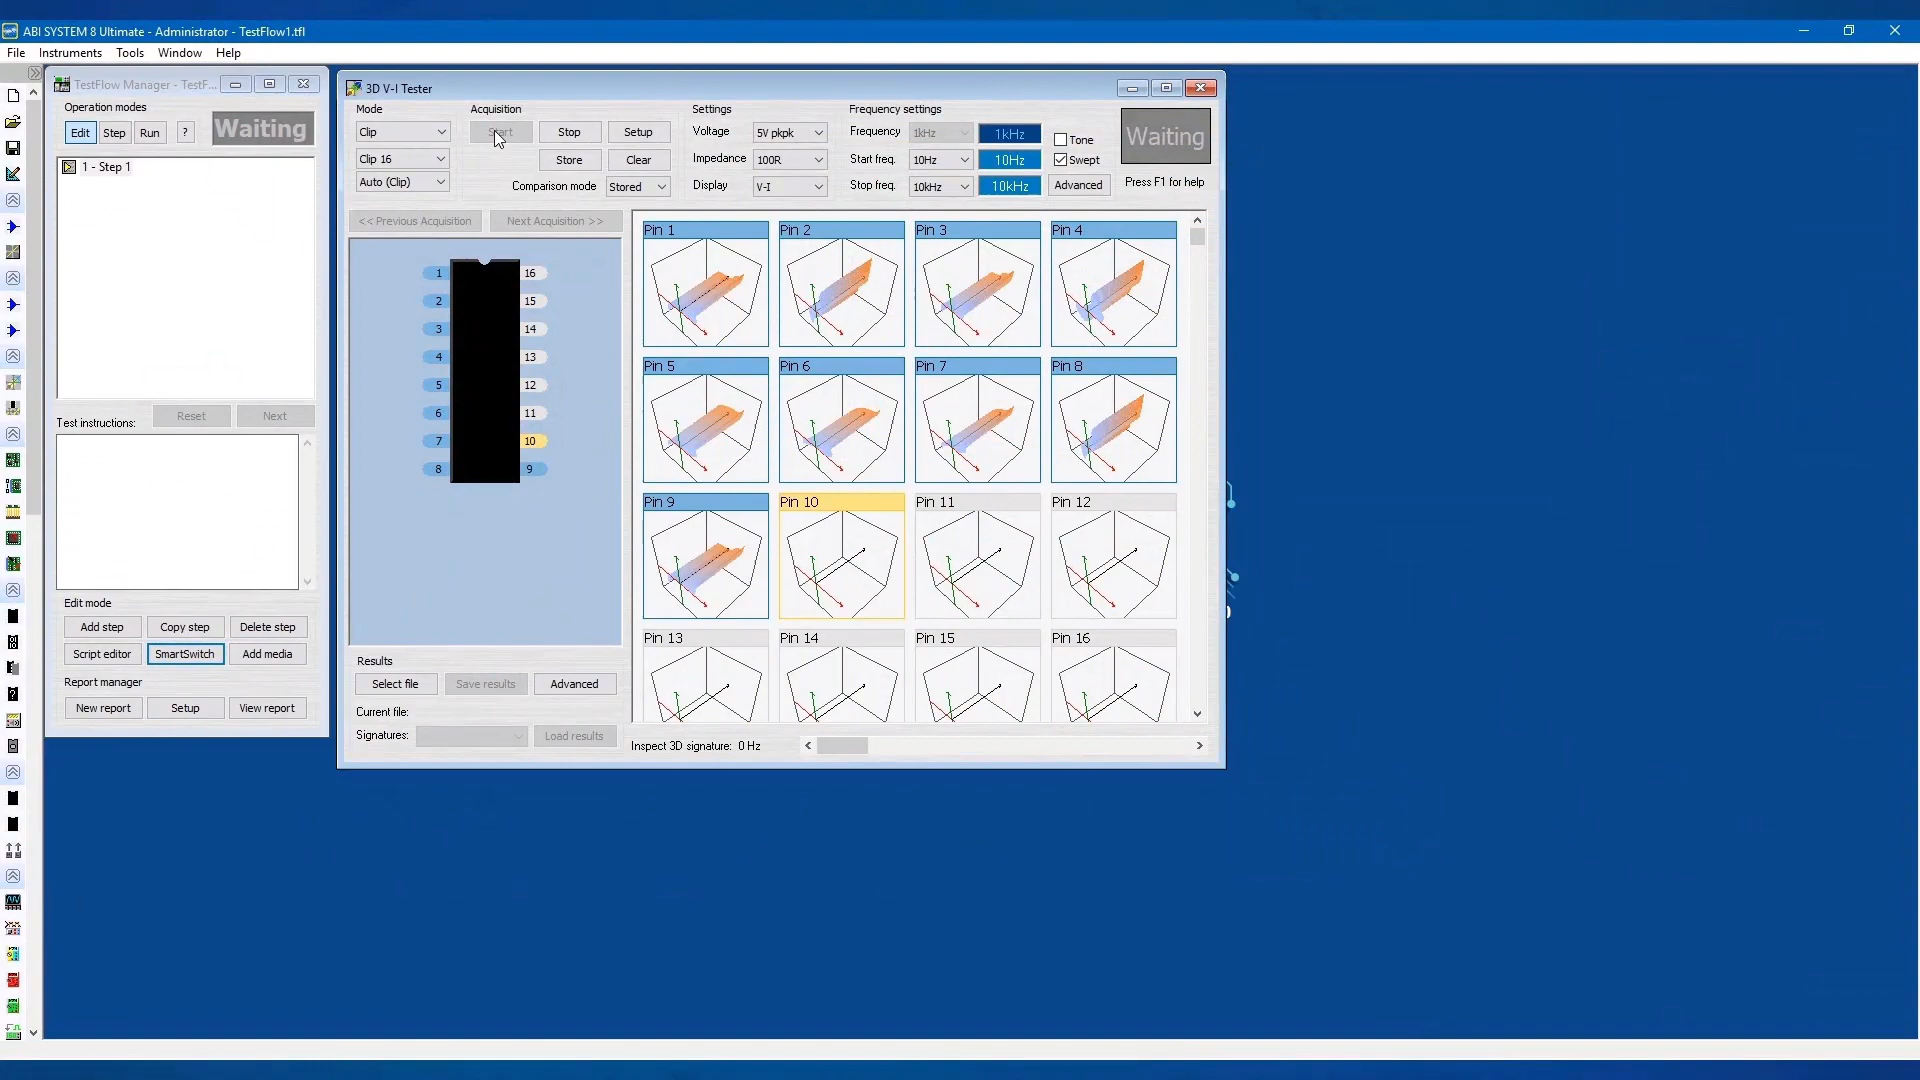 ABI SYSTEM 8 Ultimate - Administrator - TestFlow1.tfl
File Instruments Tools Window Help
TestFlow Manager - TestF...
Operation modes
Edit Step Run ? Waiting
1 - Step 1
Test instructions: Reset Next
Edit mode
Add step Copy step Delete step
Script editor SmartSwitch Add media
Report manager
New report Setup View report
3D V-I Tester
Mode Acquisition Settings Frequency settings
Clip Start Stop Setup Voltage 5V pkpk Frequency 1kHz 1kHz Tone Waiting
Clip 16 Store Clear Impedance 100R Start freq. 10Hz 10Hz Swept
Auto (Clip) Comparison mode Stored Display V-I Stop freq. 10kHz 10kHz Advanced Press F1 for help
<< Previous Acquisition Next Acquisition >>
1 16
2 15
3 14
4 13
5 12
6 11
7 10
8 9
Pin 1 Pin 2 Pin 3 Pin 4
Pin 5 Pin 6 Pin 7 Pin 8
Pin 9 Pin 10 Pin 11 Pin 12
Pin 13 Pin 14 Pin 15 Pin 16
Results
Select file Save results Advanced
Current file:
Signatures: Load results
Inspect 3D signature: 0 Hz